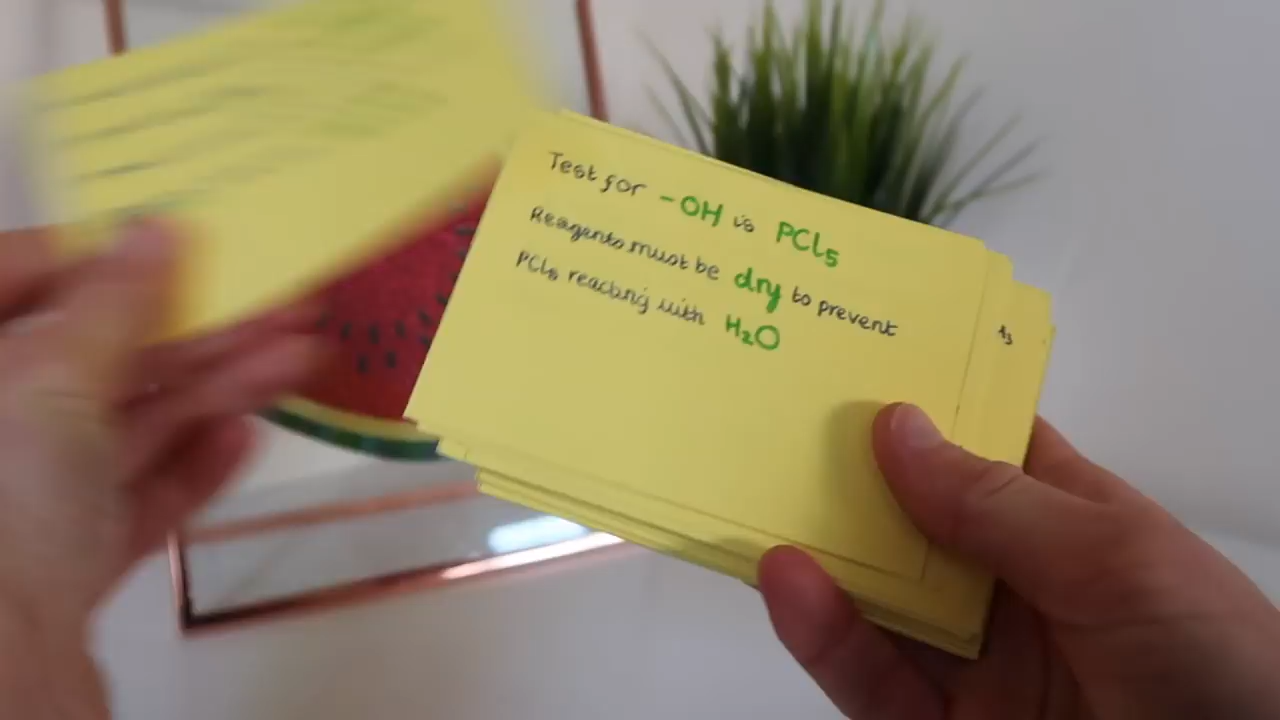 Test for -OH is PCl₅
Reagents must be dry to prevent
PCl₅ reacting with H₂O